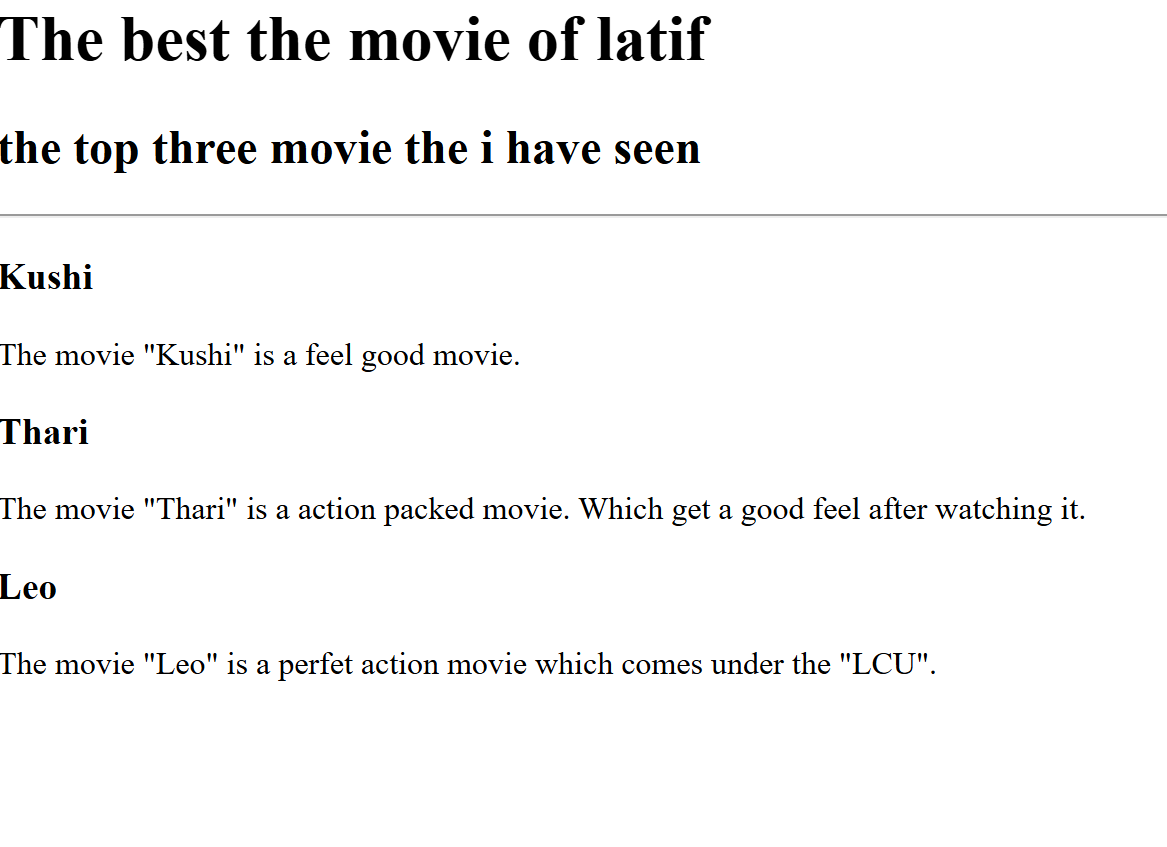 The best the movie of latif
the top three movie the i have seen
Kushi
The movie "Kushi" is a feel good movie.
Thari
The movie "Thari" is a action packed movie. Which get a good feel after watching it.
Leo
The movie "Leo" is a perfet action movie which comes under the "LCU".